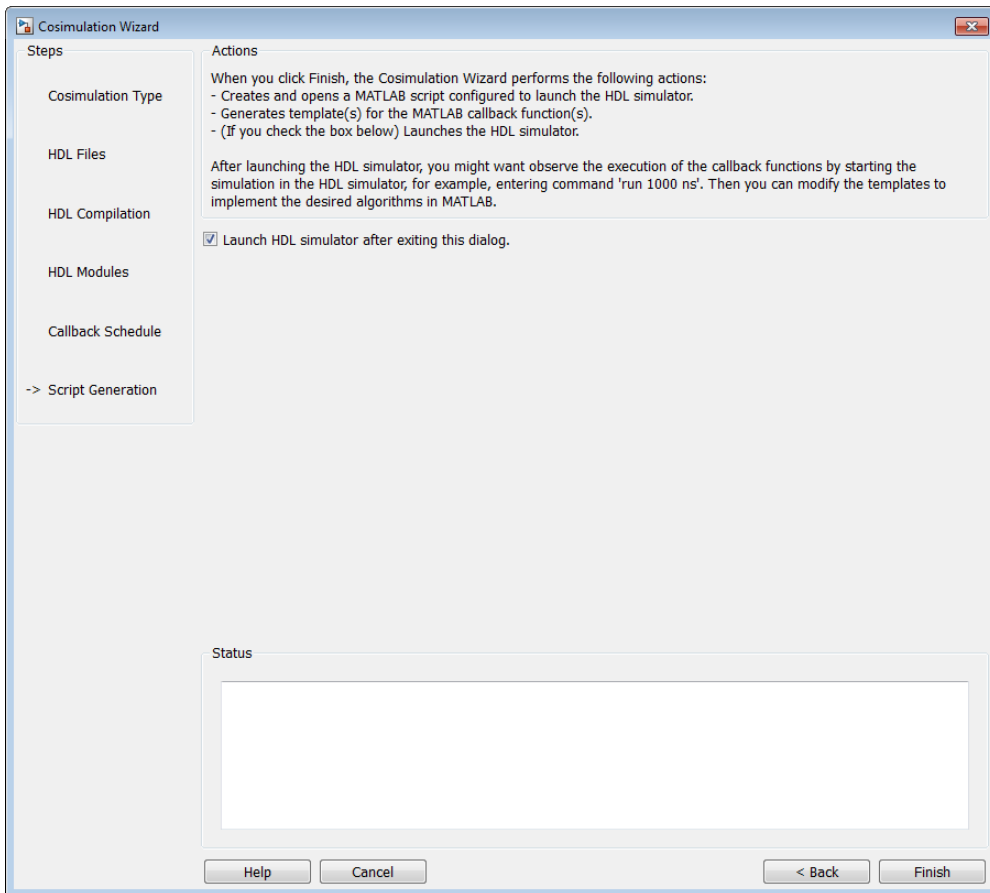 Cosimulation Wizard
Steps
Cosimulation Type
HDL Files
HDL Compilation
HDL Modules
Callback Schedule
-> Script Generation
Actions
When you click Finish, the Cosimulation Wizard performs the following actions:
- Creates and opens a MATLAB script configured to launch the HDL simulator.
- Generates template(s) for the MATLAB callback function(s).
- (If you check the box below) Launches the HDL simulator.
After launching the HDL simulator, you might want observe the execution of the callback functions by starting the
simulation in the HDL simulator, for example, entering command 'run 1000 ns'. Then you can modify the templates to
implement the desired algorithms in MATLAB.
Launch HDL simulator after exiting this dialog.
Status
Help
Cancel
< Back
Finish